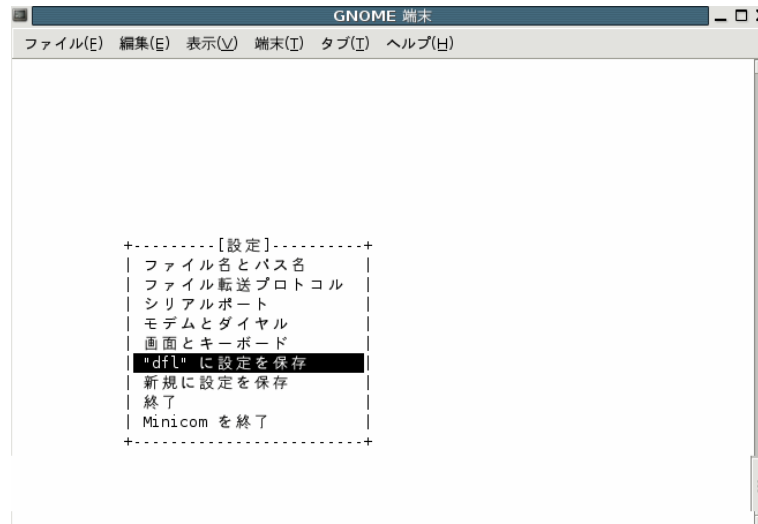 GNOME 端末
ファイル(F) 編集(E) 表示(V) 端末(T) タブ(T) ヘルプ(H)
+---------[設定]----------+
| ファイル名とパス名 |
| ファイル転送プロトコル |
| シリアルポート |
| モデムとダイヤル |
| 画面とキーボード |
| "dfl" に設定を保存 |
| 新規に設定を保存 |
| 終了 |
| Minicom を終了 |
+-------------------------+